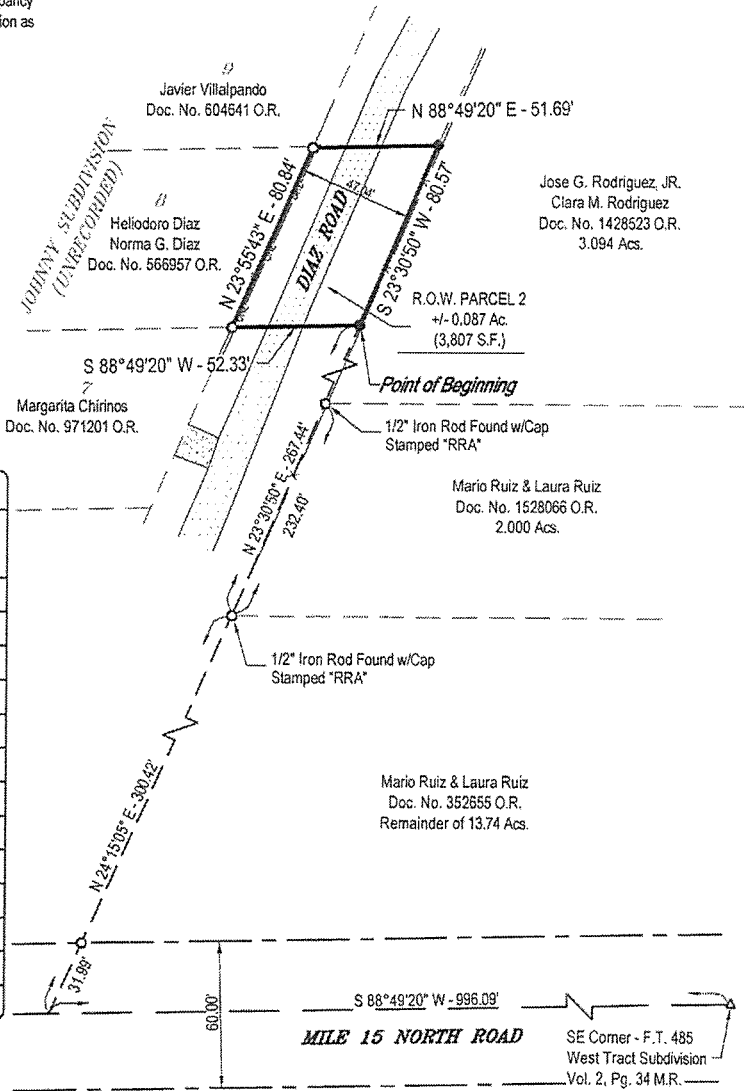 ion as
9
Javier Villalpando
Doc. No. 604641 O.R.
N 88°49'20" E - 51.69'
JOHNNY SUBDIVISION
(UNRECORDED)
8
Heliodoro Diaz
Norma G. Diaz
Doc. No. 566957 O.R.
N 23°55'43" E - 80.84'
47.04'
DIAZ ROAD
S 23°30'50" W - 80.57'
Jose G. Rodriguez, JR.
Clara M. Rodriguez
Doc. No. 1428523 O.R.
3.094 Acs.
R.O.W. PARCEL 2
+/- 0.087 Ac.
(3,807 S.F.)
S 88°49'20" W - 52.33'
Point of Beginning
7
Margarita Chirinos
Doc. No. 971201 O.R.
1/2" Iron Rod Found w/Cap
Stamped "RRA"
N 23°30'50" E - 267.44'
232.40'
Mario Ruiz & Laura Ruiz
Doc. No. 1528066 O.R.
2.000 Acs.
1/2" Iron Rod Found w/Cap
Stamped "RRA"
N 24°15'05" E - 300.42'
Mario Ruiz & Laura Ruiz
Doc. No. 352655 O.R.
Remainder of 13.74 Acs.
31.99'
60.00'
S 88°49'20" W - 996.09'
MILE 15 NORTH ROAD
SE Corner - F.T. 485
West Tract Subdivision
Vol. 2, Pg. 34 M.R.